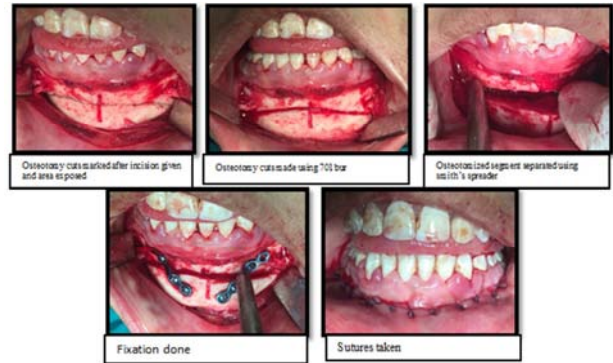 Osteotomy cuts marked after incision given
and area exposed
Osteotomy cuts made using 701 bur
Osteotomized segment separated using
smith's spreader
Fixation done
Sutures taken